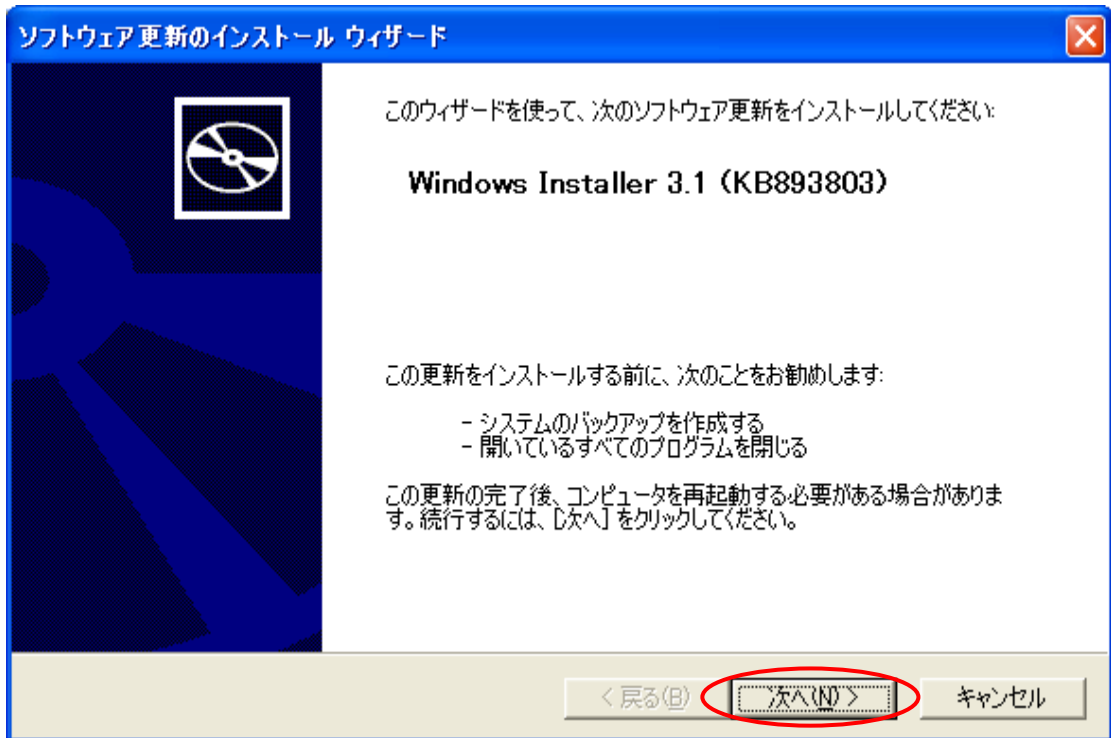 ソフトウェア更新のインストール ウィザード
このウィザードを使って、次のソフトウェア更新をインストールしてください:
Windows Installer 3.1 (KB893803)
この更新をインストールする前に、次のことをお勧めします:
- システムのバックアップを作成する
- 開いているすべてのプログラムを閉じる
この更新の完了後、コンピュータを再起動する必要がある場合がありま
す。続行するには、[次へ] をクリックしてください。
< 戻る(B) 次へ(N) > キャンセル